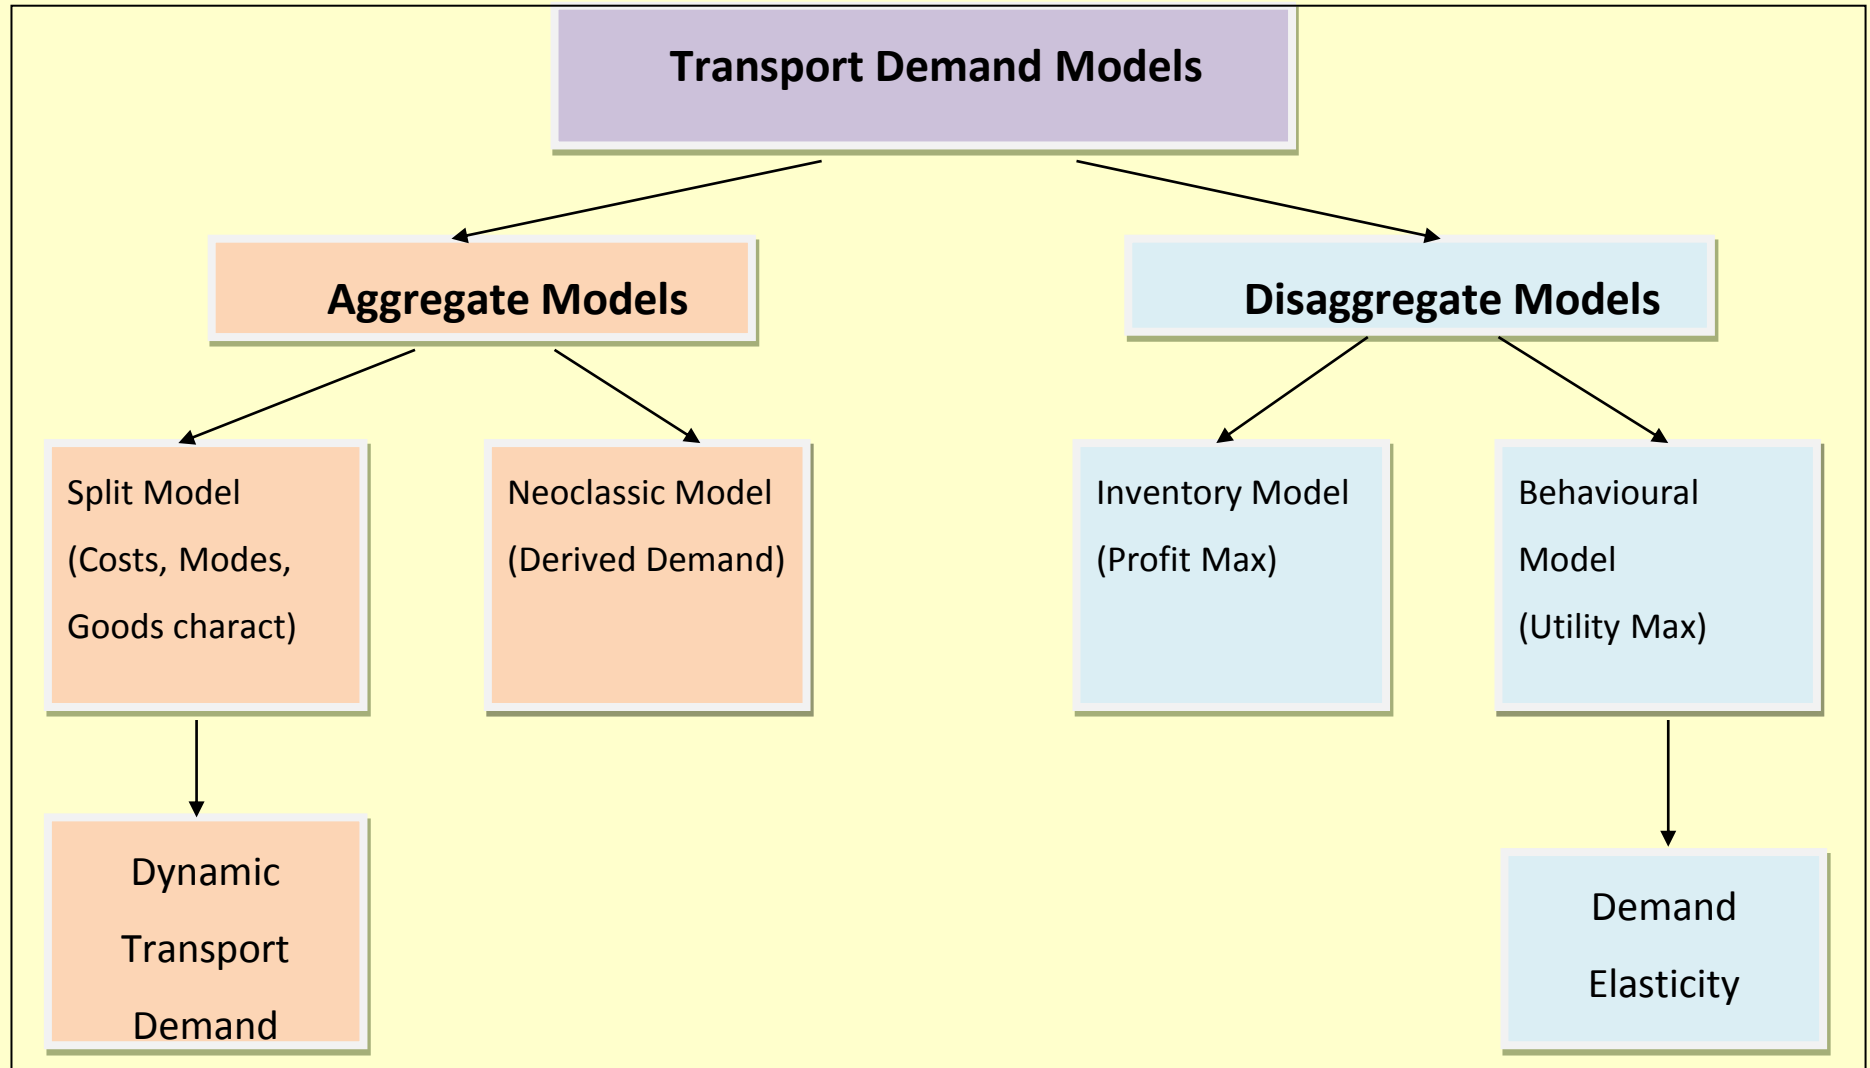 Transport Demand Models
Aggregate Models
Disaggregate Models
Split Model
(Costs, Modes,
Goods charact)
Neoclassic Model
(Derived Demand)
Inventory Model
(Profit Max)
Behavioural
Model
(Utility Max)
Dynamic
Transport
Demand
Demand
Elasticity